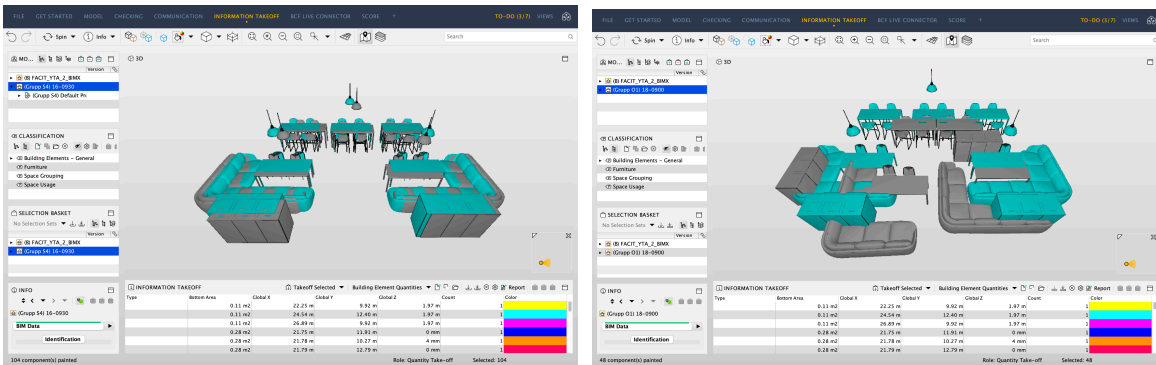 FILE GET STARTED MODEL CHECKING COMMUNICATION INFORMATION TAKEOFF BCF LIVE CONNECTOR SCORE + TO-DO (3/7) VIEWS
Spin Info Search
MO... 3D
Version
(B) FACIT_YTA_2_BIMX
(Grupp S4) 16-0930
(Grupp S4) Default Pr
CLASSIFICATION
Building Elements - General
Furniture
Space Grouping
Space Usage
SELECTION BASKET
No Selection Sets
Version
(B) FACIT_YTA_2_BIMX
(Grupp S4) 16-0930
INFO
(Grupp S4) 16-0930
BIM Data
Identification
INFORMATION TAKEOFF Takeoff Selected Building Element Quantities Report
Type Bottom Area Global X Global Y Global Z Count Color
0.11 m2 22.25 m 9.92 m 1.97 m 1
0.11 m2 24.54 m 12.40 m 1.97 m 1
0.11 m2 26.89 m 9.92 m 1.97 m 1
0.28 m2 21.75 m 11.91 m 0 mm 1
0.28 m2 21.78 m 10.27 m 4 mm 1
0.28 m2 21.79 m 12.79 m 0 mm 1
104 component(s) painted Role: Quantity Take-off Selected: 104
FILE GET STARTED MODEL CHECKING COMMUNICATION INFORMATION TAKEOFF BCF LIVE CONNECTOR SCORE + TO-DO (3/7) VIEWS
Spin Info Search
MO... 3D
Version
(B) FACIT_YTA_2_BIMX
(Grupp O1) 18-0900
CLASSIFICATION
Building Elements - General
Furniture
Space Grouping
Space Usage
SELECTION BASKET
No Selection Sets
Version
(B) FACIT_YTA_2_BIMX
(Grupp O1) 18-0900
INFO
(Grupp O1) 18-0900
BIM Data
Identification
INFORMATION TAKEOFF Takeoff Selected Building Element Quantities Report
Type Bottom Area Global X Global Y Global Z Count Color
0.11 m2 22.25 m 9.92 m 1.97 m 1
0.11 m2 24.54 m 12.40 m 1.97 m 1
0.11 m2 26.89 m 9.92 m 1.97 m 1
0.28 m2 21.75 m 11.91 m 0 mm 1
0.28 m2 21.78 m 10.27 m 4 mm 1
0.28 m2 21.79 m 12.79 m 0 mm 1
48 component(s) painted Role: Quantity Take-off Selected: 48